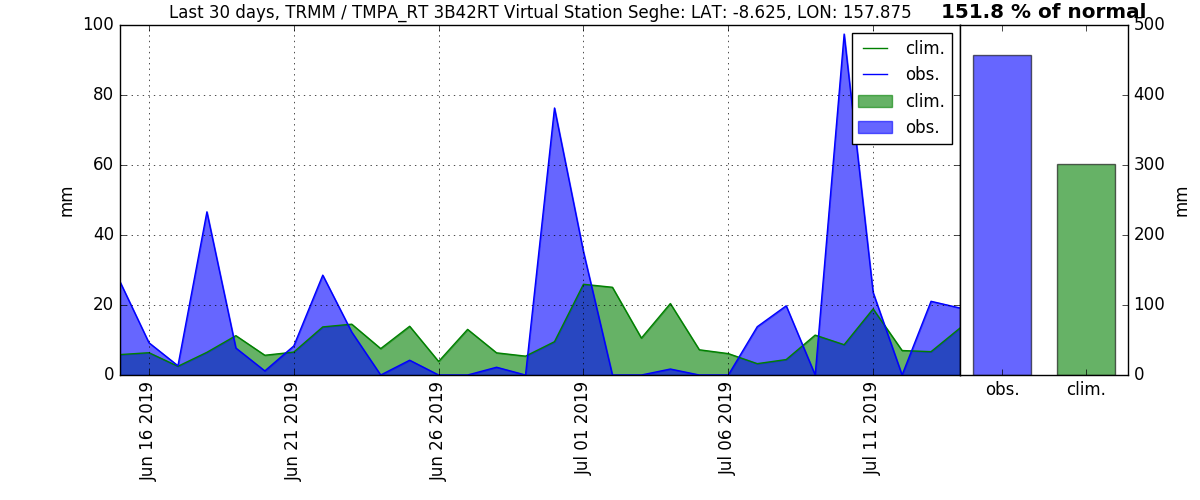 Last 30 days, TRMM / TMPA_RT 3B42RT Virtual Station Seghe: LAT: -8.625, LON: 157.875
151.8 % of normal
100
80
60
40
20
0
mm
clim.
obs.
clim.
obs.
500
400
300
200
100
0
mm
Jun 16 2019
Jun 21 2019
Jun 26 2019
Jul 01 2019
Jul 06 2019
Jul 11 2019
obs.
clim.